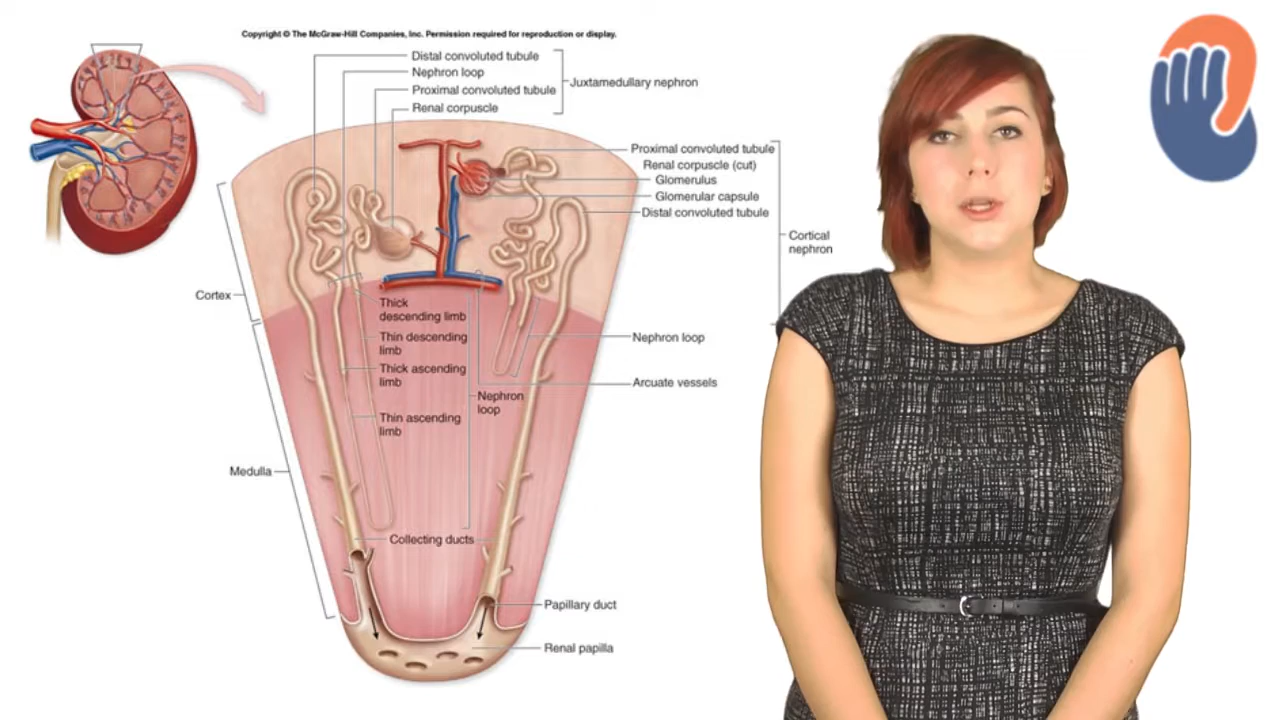 Copyright © The McGraw-Hill Companies, Inc. Permission required for reproduction or display.
Distal convoluted tubule
Nephron loop
Proximal convoluted tubule
Renal corpuscle
Juxtamedullary nephron
Proximal convoluted tubule
Renal corpuscle (cut)
Glomerulus
Glomerular capsule
Distal convoluted tubule
Cortical
nephron
Cortex
Thick
descending limb
Thin descending
limb
Thick ascending
limb
Thin ascending
limb
Nephron
loop
Nephron loop
Arcuate vessels
Medulla
Collecting ducts
Papillary duct
Renal papilla